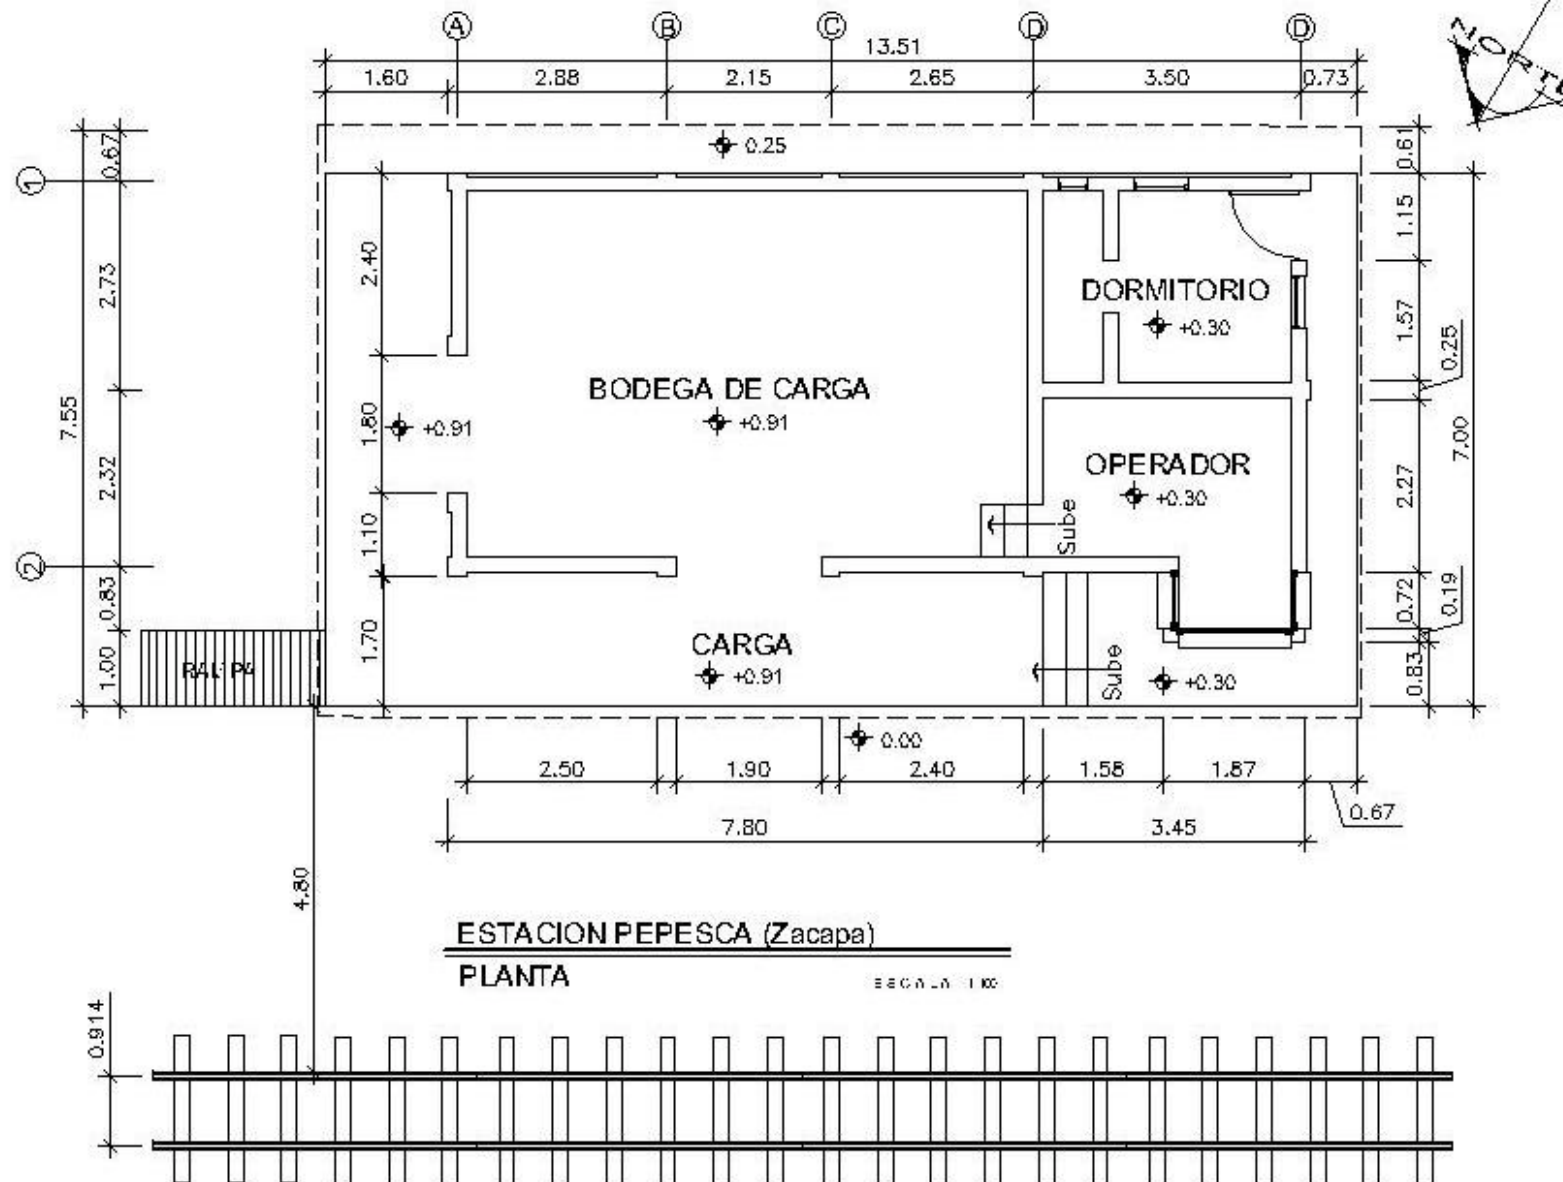 A B C D D
13.51
1.60 2.88 2.15 2.65 3.50 0.73
NORTE
0.25
0.67
0.61
1
1.15
2.40
2.73
DORMITORIO
+0.30
1.57
0.25
BODEGA DE CARGA
+0.91
+0.91
1.80
7.55
7.00
OPERADOR
+0.30
2.32
2.27
Sube
1.10
2
0.83
0.72
0.19
1.70
CARGA
+0.91
1.00
Sube
+0.30
0.83
0.00
2.50 1.90 2.40 1.58 1.87
0.67
7.80 3.45
4.80
ESTACION PEPESCA (Zacapa)
PLANTA
0.914